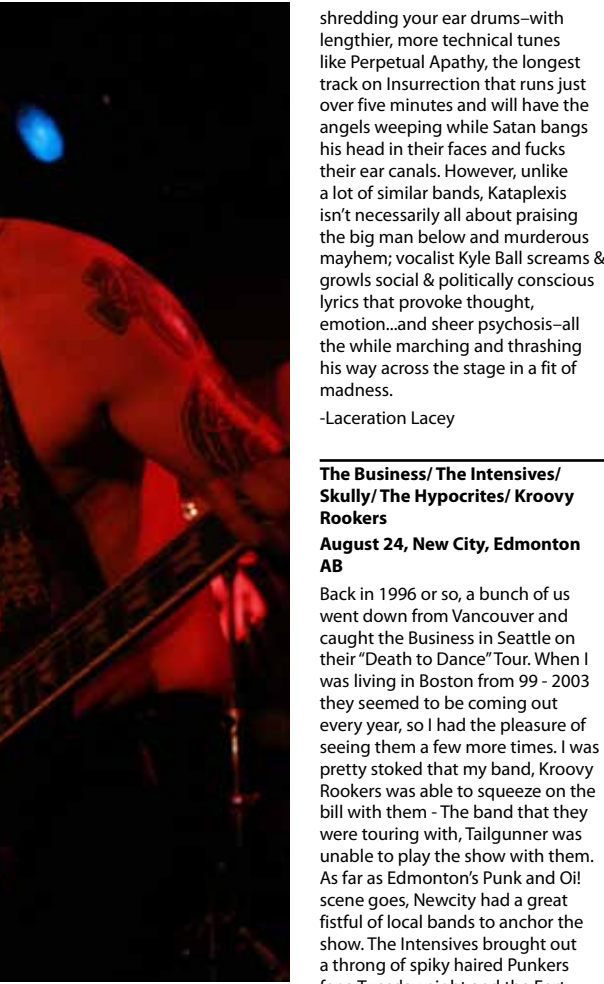 shredding your ear drums–with
lengthier, more technical tunes
like Perpetual Apathy, the longest
track on Insurrection that runs just
over five minutes and will have the
angels weeping while Satan bangs
his head in their faces and fucks
their ear canals. However, unlike
a lot of similar bands, Kataplexis
isn't necessarily all about praising
the big man below and murderous
mayhem; vocalist Kyle Ball screams &
growls social & politically conscious
lyrics that provoke thought,
emotion...and sheer psychosis–all
the while marching and thrashing
his way across the stage in a fit of
madness.
-Laceration Lacey
The Business/ The Intensives/
Skully/ The Hypocrites/ Kroovy
Rookers
August 24, New City, Edmonton
AB
Back in 1996 or so, a bunch of us
went down from Vancouver and
caught the Business in Seattle on
their “Death to Dance” Tour. When I
was living in Boston from 99 - 2003
they seemed to be coming out
every year, so I had the pleasure of
seeing them a few more times. I was
pretty stoked that my band, Kroovy
Rookers was able to squeeze on the
bill with them - The band that they
were touring with, Tailgunner was
unable to play the show with them.
As far as Edmonton's Punk and Oi!
scene goes, Newcity had a great
fistful of local bands to anchor the
show. The Intensives brought out
a throng of spiky haired Punkers